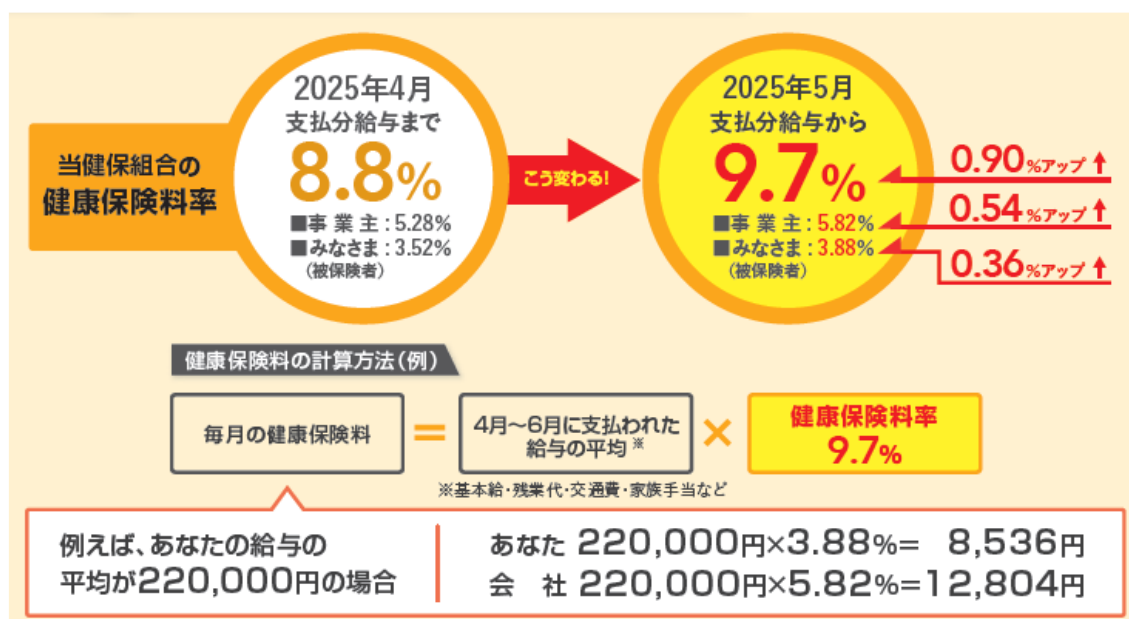 当健保組合の
健康保険料率
2025年4月
支払分給与まで
8.8%
■事業主：5.28%
■みなさま：3.52%
（被保険者）
こう変わる!
2025年5月
支払分給与から
9.7%
■事業主：5.82%
■みなさま：3.88%
（被保険者）
0.90%アップ↑
0.54%アップ↑
0.36%アップ↑
健康保険料の計算方法（例）
毎月の健康保険料
=
4月～6月に支払われた
給与の平均※
×
健康保険料率
9.7%
※基本給・残業代・交通費・家族手当など
例えば、あなたの給与の
平均が220,000円の場合
あなた 220,000円×3.88%= 8,536円
会　社 220,000円×5.82%=12,804円